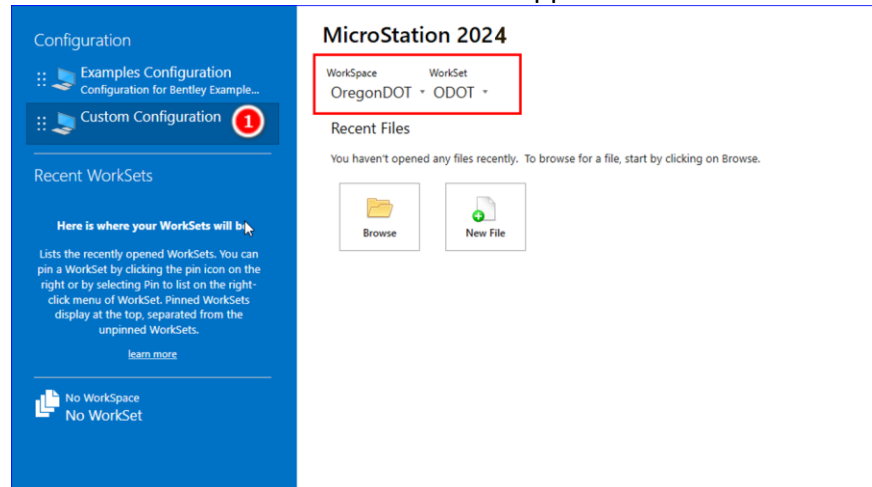 Configuration
Examples Configuration
Configuration for Bentley Example...
Custom Configuration
1
Recent WorkSets
Here is where your WorkSets will
Lists the recently opened WorkSets. You can
pin a WorkSet by clicking the pin icon on the
right or by selecting Pin to list on the right-
click menu of WorkSet. Pinned WorkSets
display at the top, separated from the
unpinned WorkSets.
learn more
No WorkSpace
No WorkSet
MicroStation 2024
WorkSpace WorkSet
OregonDOT ODOT
Recent Files
You haven't opened any files recently. To browse for a file, start by clicking on Browse.
Browse New File